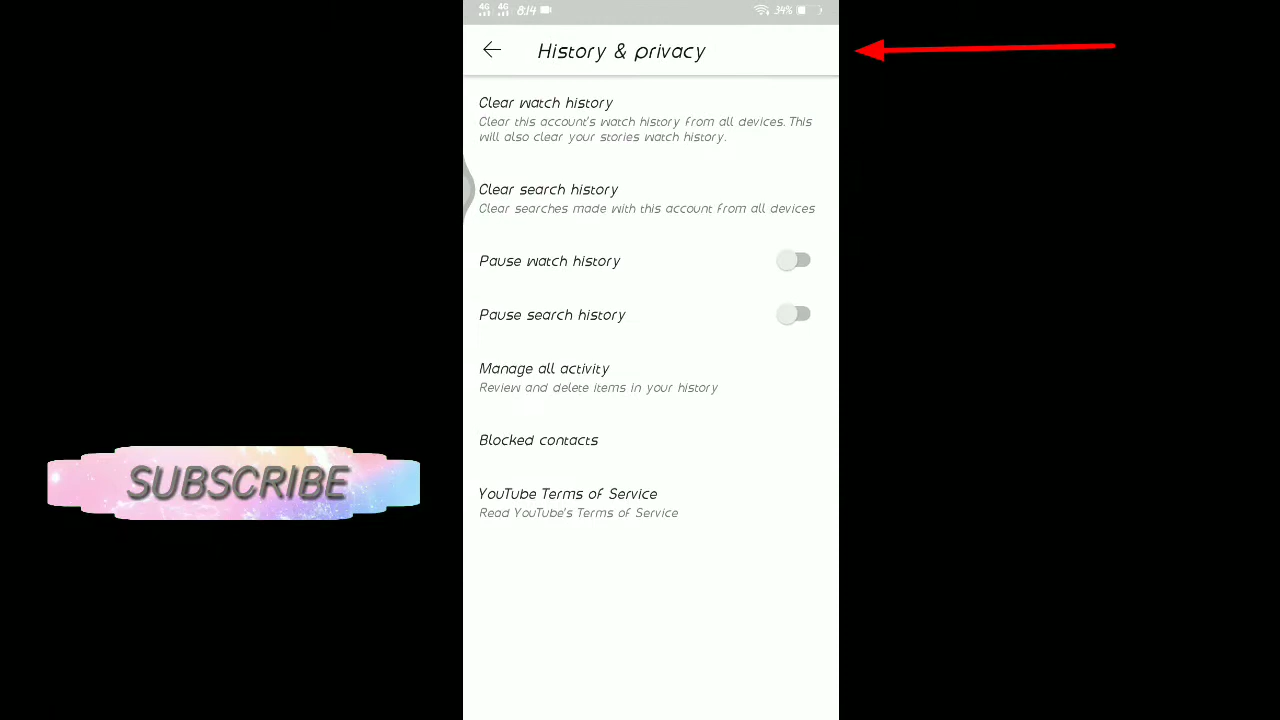 4G 4G 8:14 34%
History & privacy
Clear watch history
Clear this account's watch history from all devices. This
will also clear your stories watch history.
Clear search history
Clear searches made with this account from all devices
Pause watch history
Pause search history
Manage all activity
Review and delete items in your history
Blocked contacts
SUBSCRIBE
YouTube Terms of Service
Read YouTube's Terms of Service